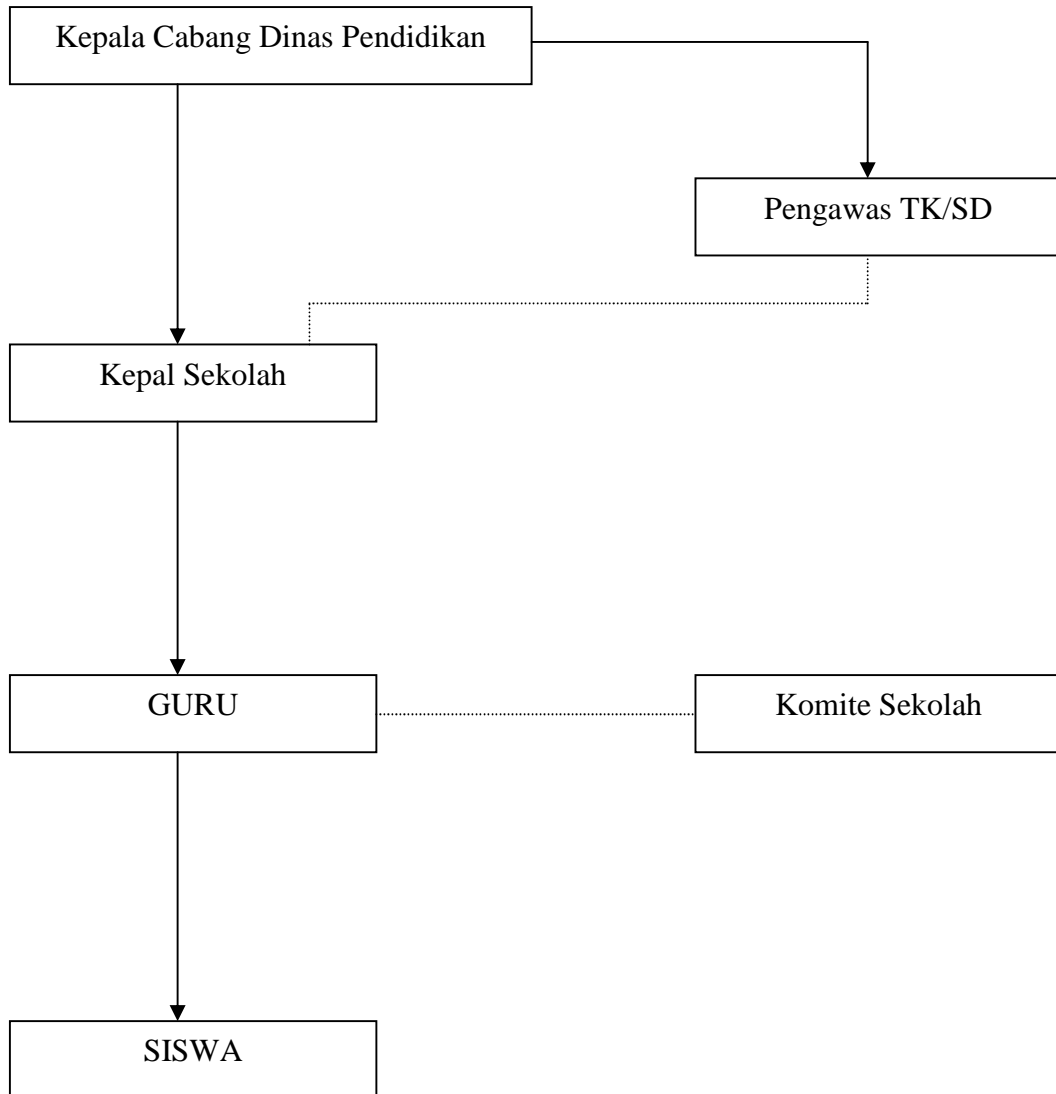 Kepala Cabang Dinas Pendidikan
Pengawas TK/SD
Kepal Sekolah
GURU
Komite Sekolah
SISWA